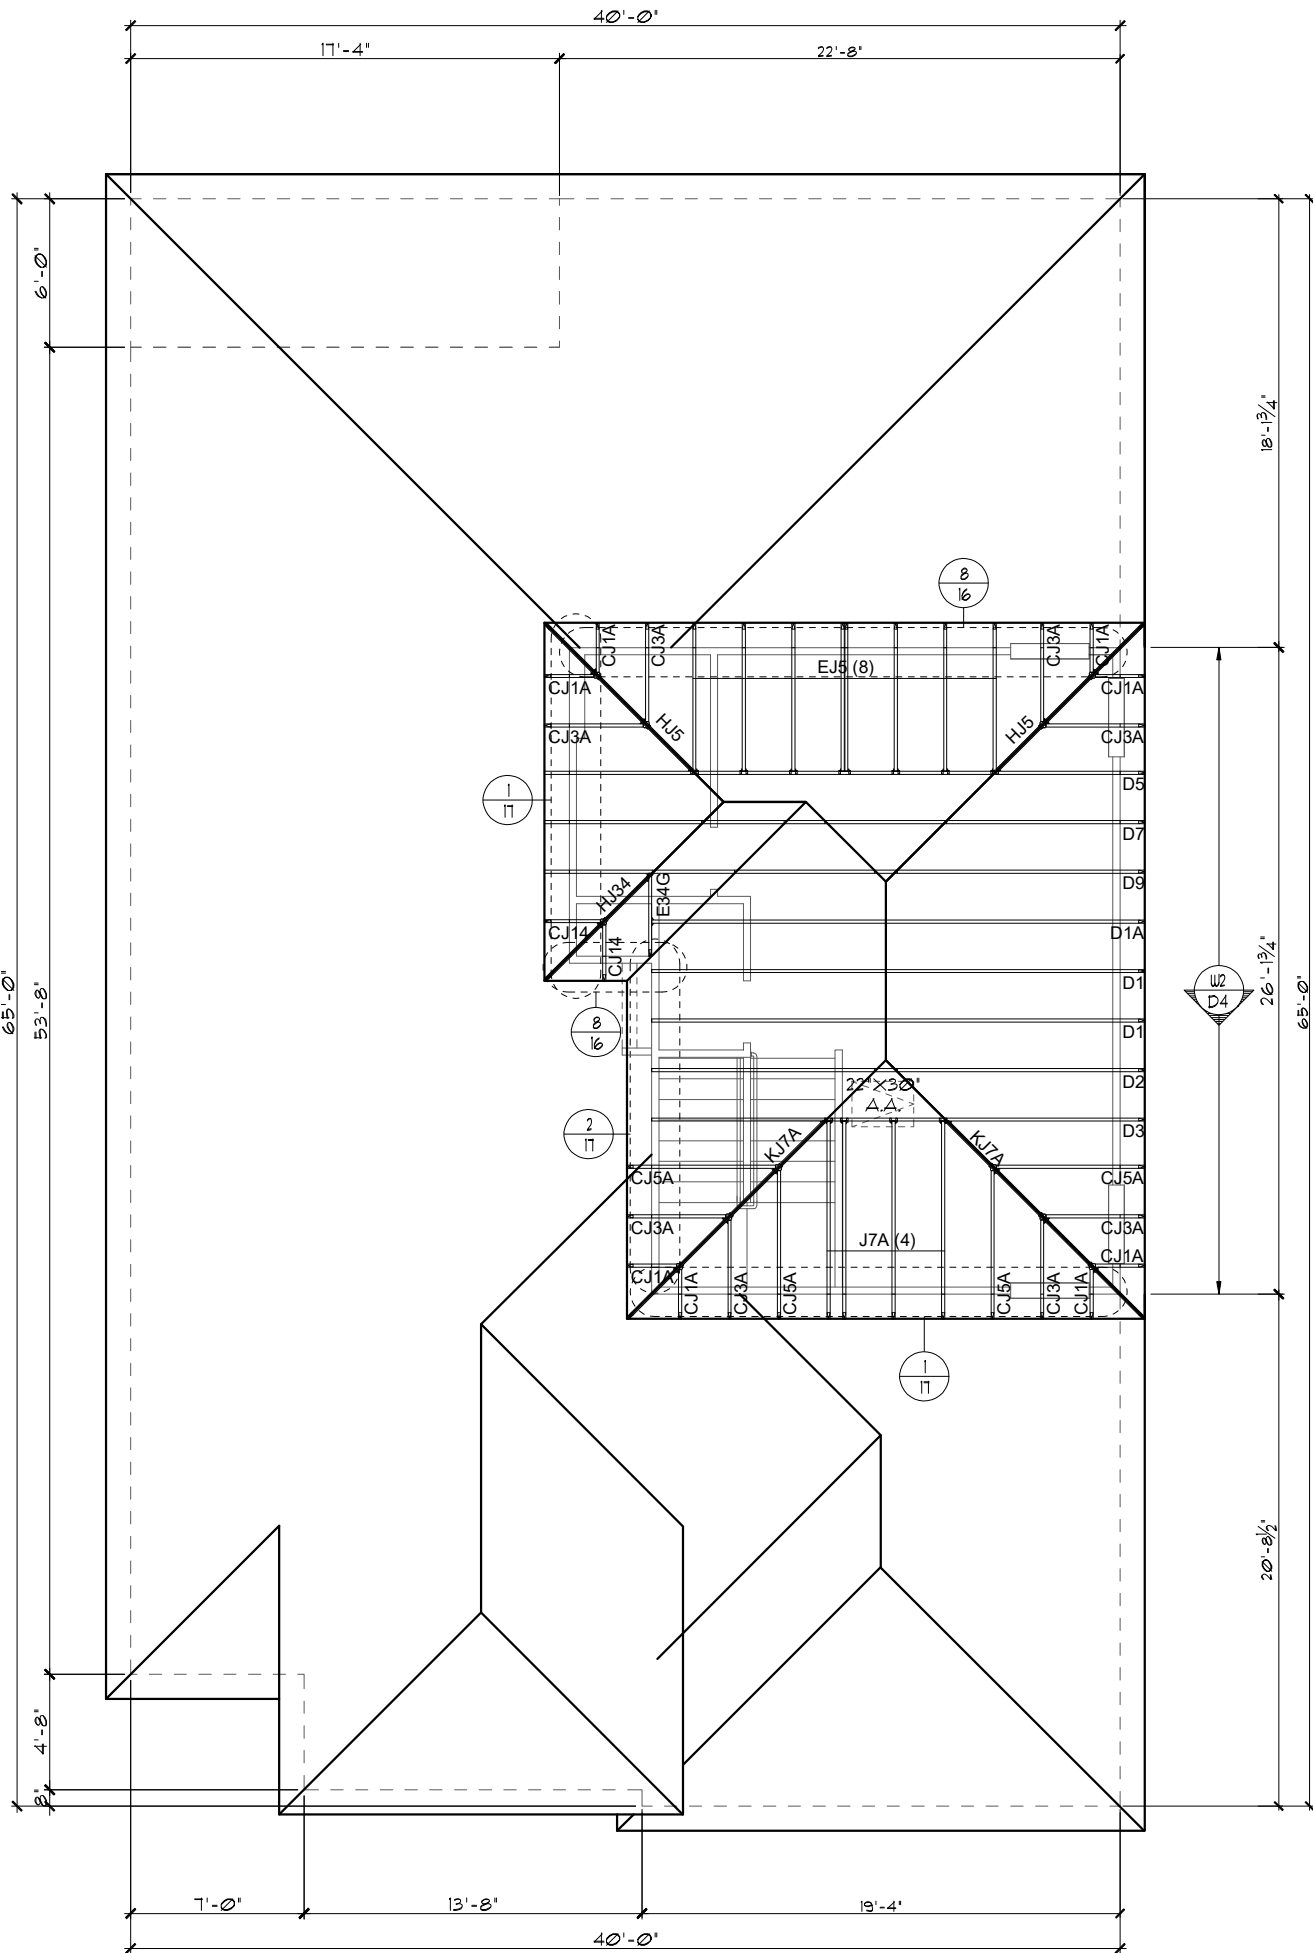 40'-0"
17'-4"
22'-8"
6'-0"
18'-1 3/4"
8
16
CJ1A
CJ3A
CJ3A
CJ1A
EJ5 (8)
CJ1A
CJ1A
CJ3A
HJ5
HJ5
CJ3A
D5
1
17
D7
D9
HJ34
E34G
CJ14
CJ14
D1A
D1
65'-0"
53'-8"
W2
D4
26'-1 3/4"
65'-0"
8
16
D1
D2
22"X30"
A.A.
2
17
D3
KJ7A
KJ7A
CJ5A
CJ5A
CJ3A
CJ3A
J7A (4)
CJ1A
CJ1A
CJ1A
CJ3A
CJ5A
CJ5A
CJ3A
CJ1A
1
17
20'-8 1/2"
4'-8"
8"
7'-0"
13'-8"
19'-4"
40'-0"